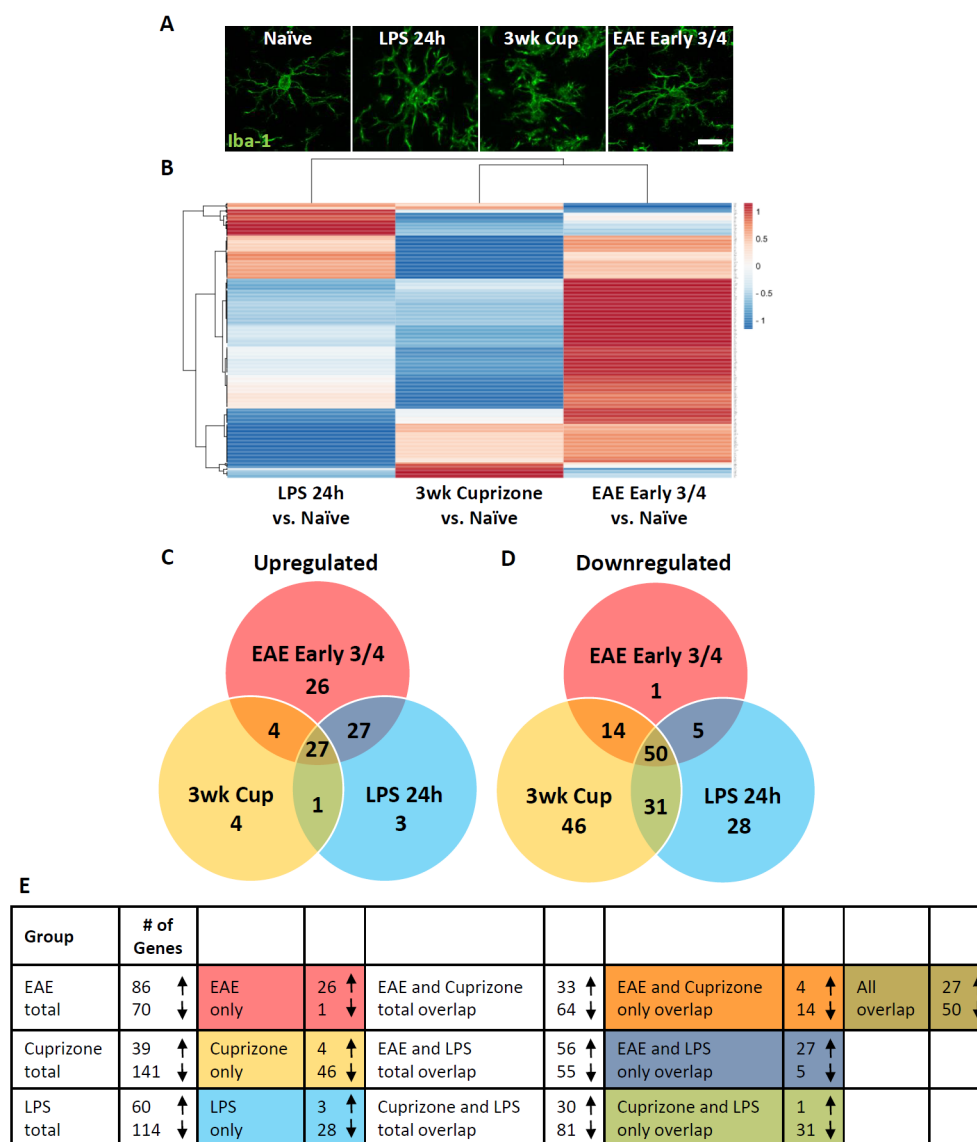 A
Naïve
LPS 24h
3wk Cup
EAE Early 3/4
Iba-1
B
1
0.5
0
- 0.5
- 1
LPS 24h
vs. Naïve
3wk Cuprizone
vs. Naïve
EAE Early 3/4
vs. Naïve
C
Upregulated
EAE Early 3/4
26
4
27
27
3wk Cup
4
1
LPS 24h
3
D
Downregulated
EAE Early 3/4
1
14
5
50
3wk Cup
46
31
LPS 24h
28
E
Group
# of
Genes
EAE
total
86 ↑
70 ↓
EAE
only
26 ↑
1 ↓
EAE and Cuprizone
total overlap
33 ↑
64 ↓
EAE and Cuprizone
only overlap
4 ↑
14 ↓
All
overlap
27 ↑
50 ↓
Cuprizone
total
39 ↑
141 ↓
Cuprizone
only
4 ↑
46 ↓
EAE and LPS
total overlap
56 ↑
55 ↓
EAE and LPS
only overlap
27 ↑
5 ↓
LPS
total
60 ↑
114 ↓
LPS
only
3 ↑
28 ↓
Cuprizone and LPS
total overlap
30 ↑
81 ↓
Cuprizone and LPS
only overlap
1 ↑
31 ↓